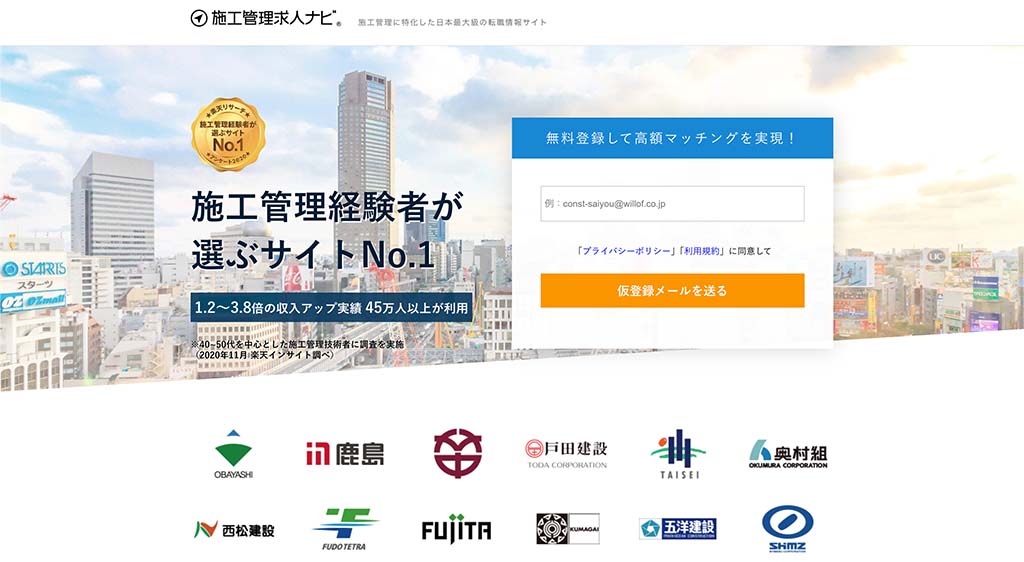 施工管理求人ナビ®
施工管理に特化した日本最大級の転職情報サイト
楽天リサーチ
施工管理経験者が
選ぶサイト
No.1
アンケート2020
施工管理経験者が
選ぶサイトNo.1
1.2〜3.8倍の収入アップ実績 45万人以上が利用
※40~50代を中心とした施工管理技術者に調査を実施
（2020年11月:楽天インサイト調べ）
無料登録して高額マッチングを実現！
例：const-saiyou@willof.co.jp
「プライバシーポリシー」「利用規約」に同意して
仮登録メールを送る
STARTS
スターツ
OZmall
UC
OBAYASHI
鹿島
戸田建設
TODA CORPORATION
TAISEI
奥村組
OKUMURA CORPORATION
西松建設
FUDO TETRA
FUJITA
KUMAGAI
五洋建設
PENTA-OCEAN CONSTRUCTION
SHMZ